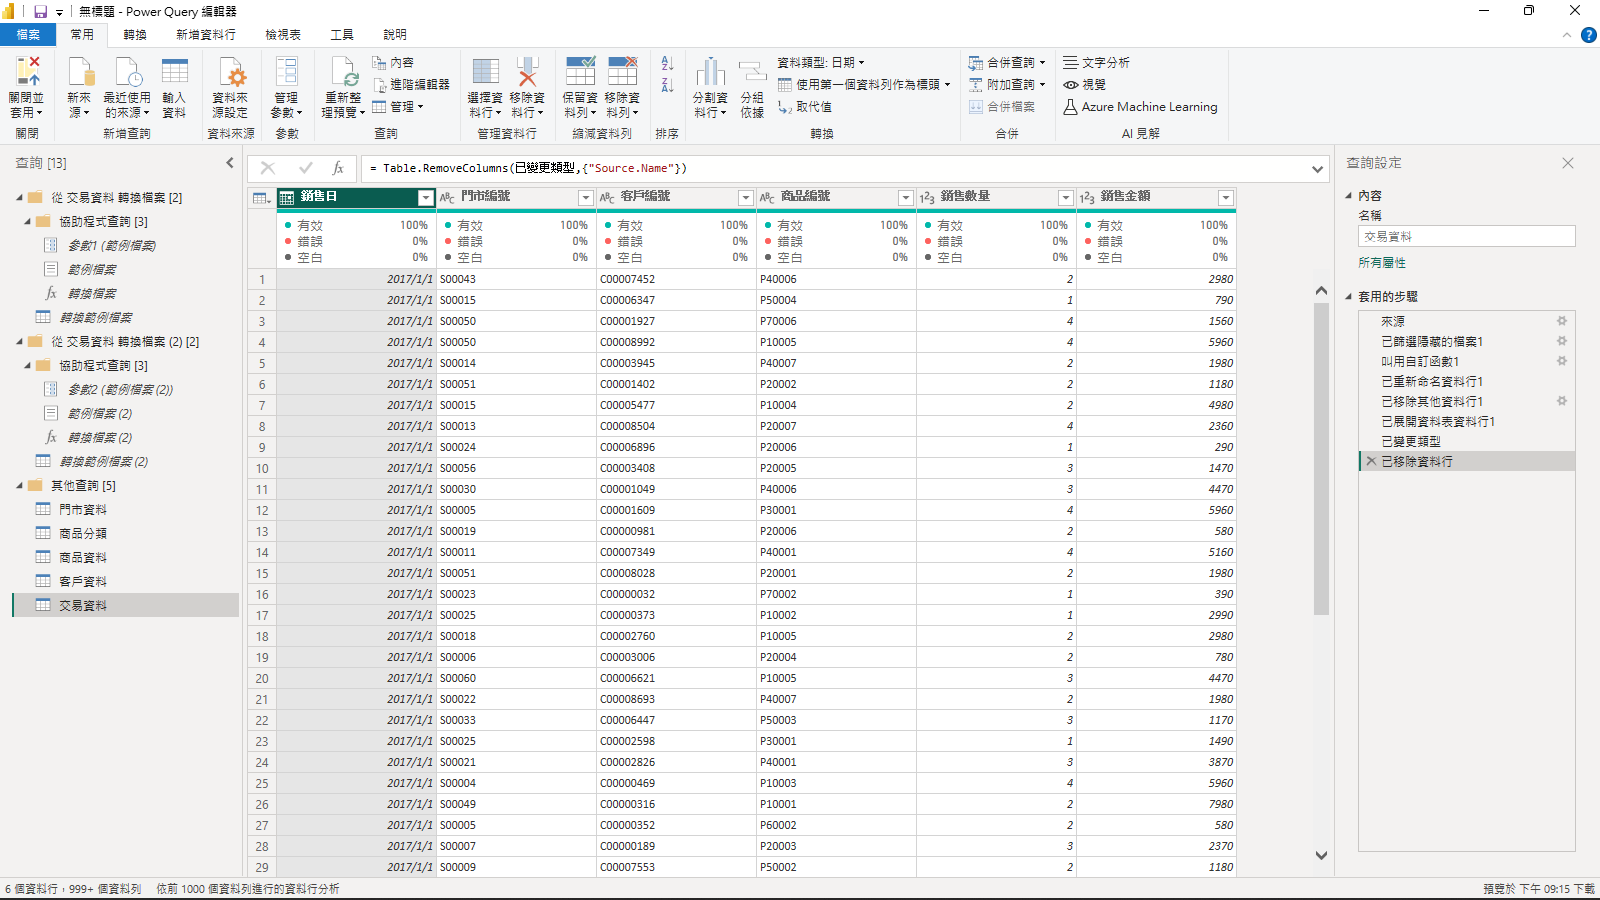 無標題 - Power Query 編輯器
檔案 常用 轉換 新增資料行 檢視表 工具 說明
關閉並套用
關閉
新來源
最近使用的來源
輸入資料
新增查詢
資料來源設定
資料來源
管理參數
參數
重新整理預覽
內容
進階編輯器
管理
查詢
選擇資料行
移除資料行
管理資料行
保留資料列
移除資料列
縮減資料列
排序
分割資料行
分組依據
資料類型: 日期
使用第一個資料列作為標頭
取代值
轉換
合併查詢
附加查詢
合併檔案
合併
文字分析
視覺
Azure Machine Learning
AI 見解
查詢 [13]
從 交易資料 轉換檔案 [2]
協助程式查詢 [3]
參數1 (範例檔案)
範例檔案
fx 轉換檔案
轉換範例檔案
從 交易資料 轉換檔案 (2) [2]
協助程式查詢 [3]
參數2 (範例檔案 (2))
範例檔案 (2)
fx 轉換檔案 (2)
轉換範例檔案 (2)
其他查詢 [5]
門市資料
商品分類
商品資料
客戶資料
交易資料
fx = Table.RemoveColumns(已變更類型,{"Source.Name"})
銷售日 ABC 門市編號 ABC 客戶編號 ABC 商品編號 123 銷售數量 123 銷售金額
有效 100% 有效 100% 有效 100% 有效 100% 有效 100% 有效 100%
錯誤 0% 錯誤 0% 錯誤 0% 錯誤 0% 錯誤 0% 錯誤 0%
空白 0% 空白 0% 空白 0% 空白 0% 空白 0% 空白 0%
1 2017/1/1 S00043 C00007452 P40006 2 2980
2 2017/1/1 S00015 C00006347 P50004 1 790
3 2017/1/1 S00050 C00001927 P70006 4 1560
4 2017/1/1 S00050 C00008992 P10005 4 5960
5 2017/1/1 S00014 C00003945 P40007 2 1980
6 2017/1/1 S00051 C00001402 P20002 2 1180
7 2017/1/1 S00015 C00005477 P10004 2 4980
8 2017/1/1 S00013 C00008504 P20007 4 2360
9 2017/1/1 S00024 C00006896 P20006 1 290
10 2017/1/1 S00056 C00003408 P20005 3 1470
11 2017/1/1 S00030 C00001049 P40006 3 4470
12 2017/1/1 S00005 C00001609 P30001 4 5960
13 2017/1/1 S00019 C00000981 P20006 2 580
14 2017/1/1 S00011 C00007349 P40001 4 5160
15 2017/1/1 S00051 C00008028 P20001 2 1980
16 2017/1/1 S00023 C00000032 P70002 1 390
17 2017/1/1 S00025 C00000373 P10002 1 2990
18 2017/1/1 S00018 C00002760 P10005 2 2980
19 2017/1/1 S00006 C00003006 P20004 2 780
20 2017/1/1 S00060 C00006621 P10005 3 4470
21 2017/1/1 S00022 C00008693 P40007 2 1980
22 2017/1/1 S00033 C00006447 P50003 3 1170
23 2017/1/1 S00025 C00002598 P30001 1 1490
24 2017/1/1 S00021 C00002826 P40001 3 3870
25 2017/1/1 S00004 C00000469 P10003 4 5960
26 2017/1/1 S00049 C00000316 P10001 2 7980
27 2017/1/1 S00005 C00000352 P60002 2 580
28 2017/1/1 S00007 C00000189 P20003 3 2370
29 2017/1/1 S00009 C00007553 P50002 2 1180
查詢設定
內容
名稱
交易資料
所有屬性
套用的步驟
來源
已篩選隱藏的檔案1
叫用自訂函數1
已重新命名資料行1
已移除其他資料行1
已展開資料表資料行1
已變更類型
已移除資料行
6 個資料行，999+ 個資料列 依前 1000 個資料列進行的資料行分析 預覽於 下午 09:15 下載